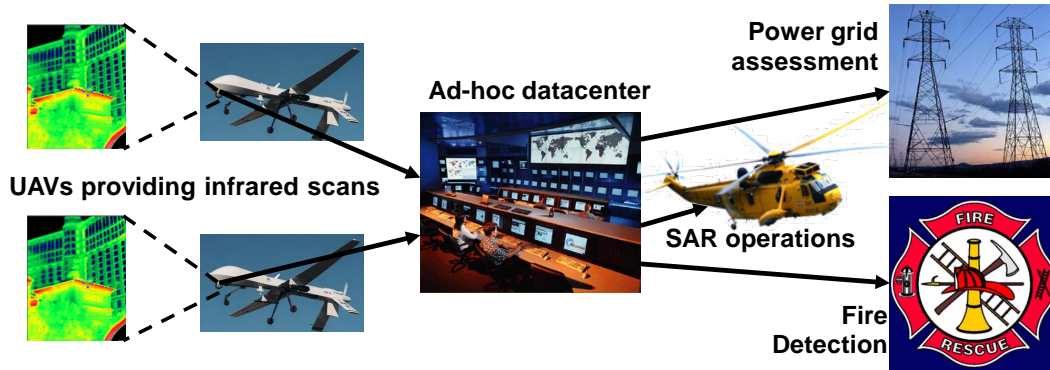 Power grid
assessment
Ad-hoc datacenter
UAVs providing infrared scans
SAR operations
Fire
Detection
FIRE
RESCUE